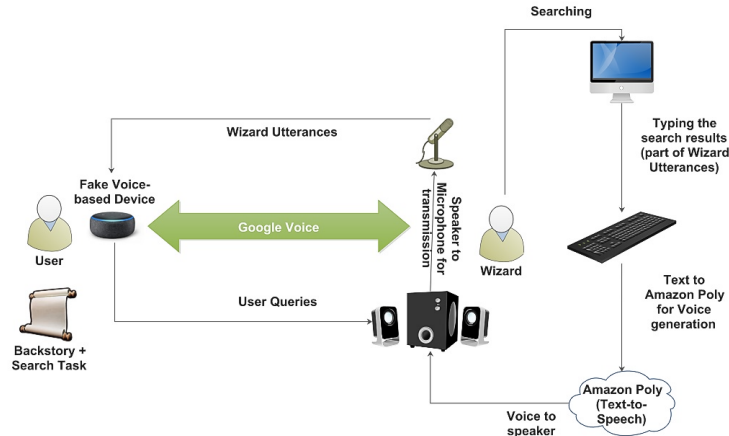 Searching
Wizard Utterances
Typing the
search results
(part of Wizard
Utterances)
Fake Voice-
based Device
Google Voice
Speaker to
Microphone for
transmission
User
Wizard
User Queries
Text to
Amazon Poly
for Voice
generation
Backstory +
Search Task
Amazon Poly
(Text-to-
Speech)
Voice to
speaker